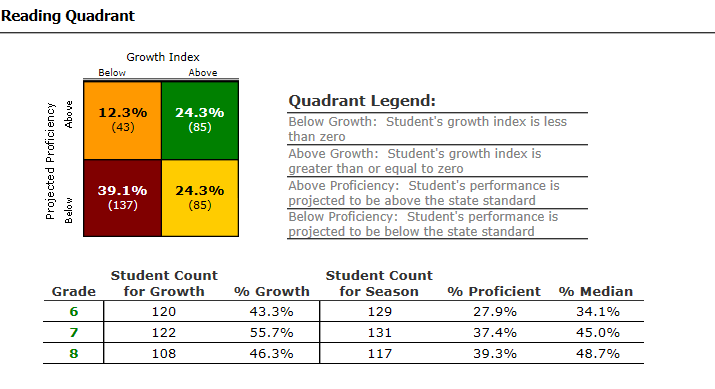 Reading Quadrant
Growth Index
Below Above
Projected Proficiency
Above
Below
12.3%
(43)
24.3%
(85)
39.1%
(137)
24.3%
(85)
Quadrant Legend:
Below Growth: Student's growth index is less
than zero
Above Growth: Student's growth index is
greater than or equal to zero
Above Proficiency: Student's performance is
projected to be above the state standard
Below Proficiency: Student's performance is
projected to be below the state standard
Grade Student Count for Growth % Growth Student Count for Season % Proficient % Median
6 120 43.3% 129 27.9% 34.1%
7 122 55.7% 131 37.4% 45.0%
8 108 46.3% 117 39.3% 48.7%